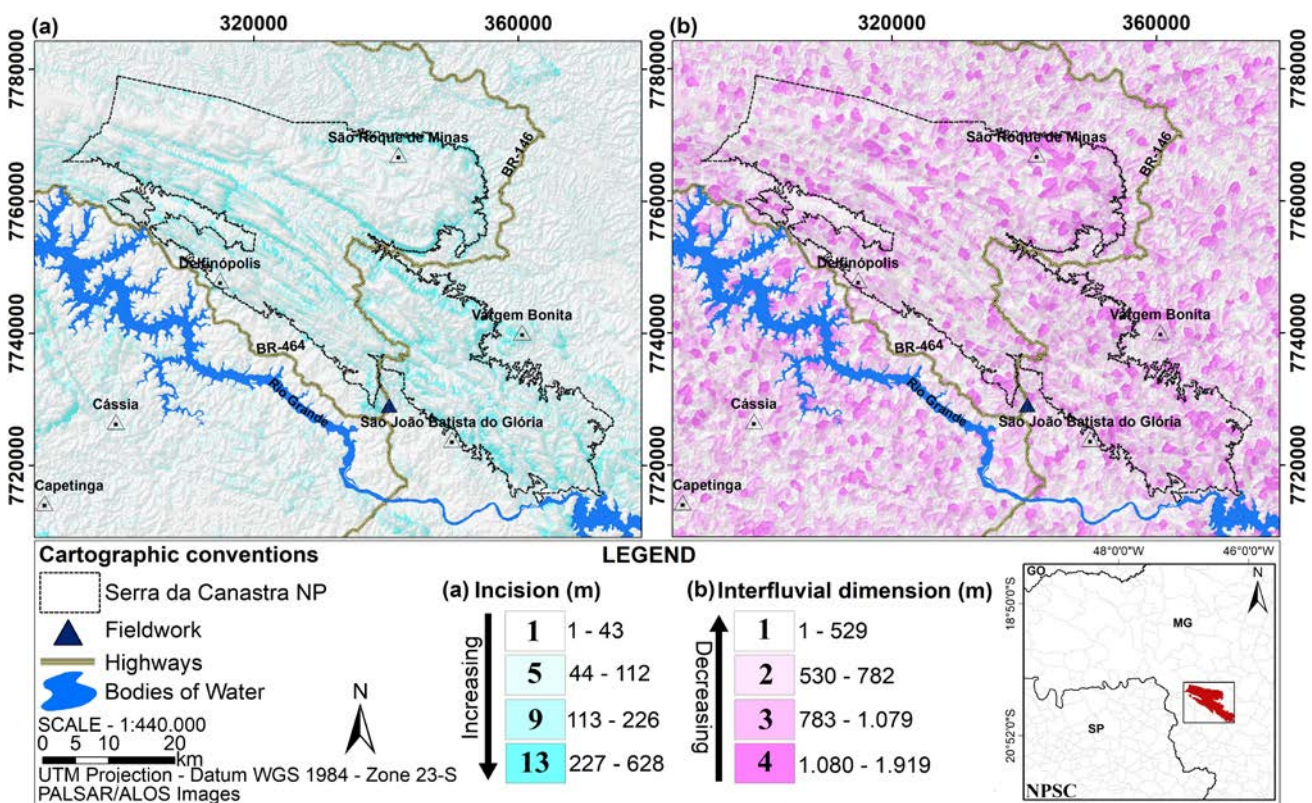 (a)
320000
360000
(b)
320000
360000
7780000
7760000
7740000
7720000
São Roque de Minas
BR-146
Delfinópolis
Vargem Bonita
BR-464
Rio Grande
Cássia
São João Batista do Glória
Capetinga
São Roque de Minas
BR-146
Delfinópolis
Vargem Bonita
BR-464
Rio Grande
Cássia
São João Batista do Glória
Capetinga
7780000
7760000
7740000
7720000
Cartographic conventions
Serra da Canastra NP
Fieldwork
Highways
Bodies of Water
SCALE - 1:440.000
0 5 10 20
km
UTM Projection - Datum WGS 1984 - Zone 23-S
PALSAR/ALOS Images
N
LEGEND
(a) Incision (m)
Increasing
1 1 - 43
5 44 - 112
9 113 - 226
13 227 - 628
(b) Interfluvial dimension (m)
Decreasing
1 1 - 529
2 530 - 782
3 783 - 1.079
4 1.080 - 1.919
48°0'0"W 46°0'0"W
18°50'0"S
20°52'0"S
GO
N
MG
SP
NPSC